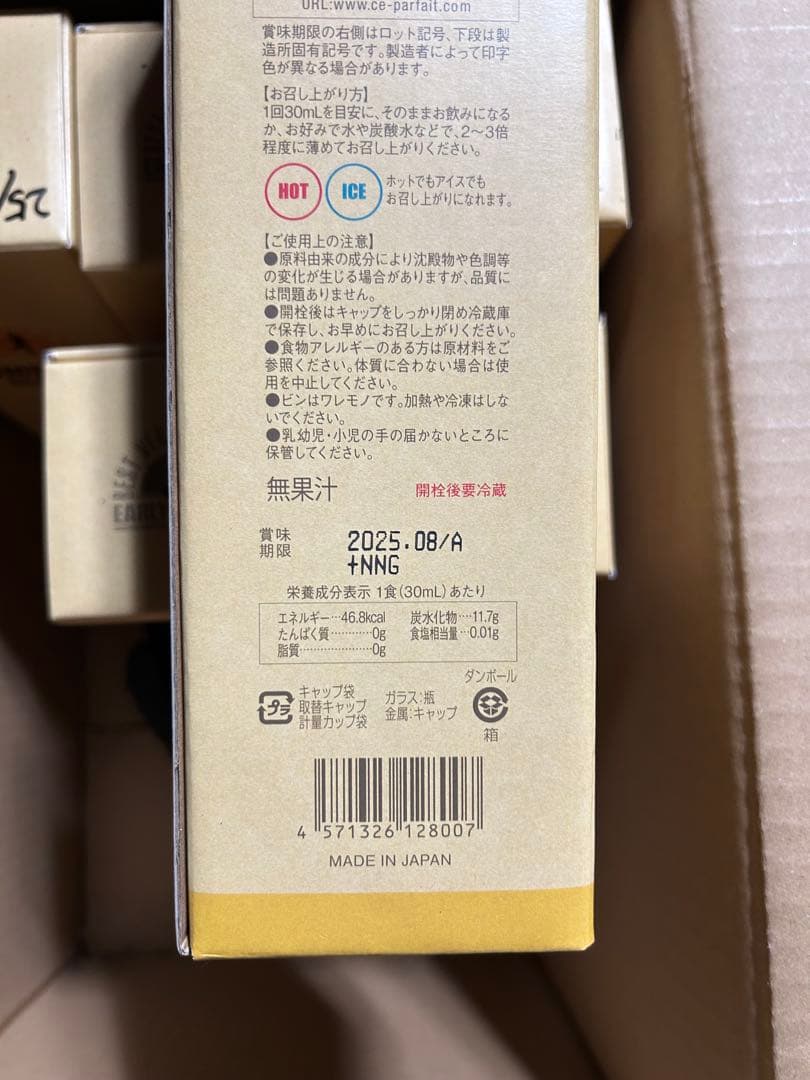 URL:www.ce-parfait.com
賞味期限の右側はロット記号、下段は製
造所固有記号です。製造者によって印字
色が異なる場合があります。
【お召し上がり方】
1回30mLを目安に、そのままお飲みになる
か、お好みで水や炭酸水などで、2〜3倍
程度に薄めてお召し上がりください。
HOT ICE ホットでもアイスでも
お召し上がりになれます。
【ご使用上の注意】
●原料由来の成分により沈殿物や色調等
の変化が生じる場合がありますが、品質に
は問題ありません。
●開栓後はキャップをしっかり閉め冷蔵庫
で保存し、お早めにお召し上がりください。
●食物アレルギーのある方は原材料をご
参照ください。体質に合わない場合は使
用を中止してください。
●ビンはワレモノです。加熱や冷凍はしな
いでください。
●乳幼児・小児の手の届かないところに
保管してください。
無果汁 開栓後要冷蔵
賞味
期限
2025.08/A
+NNG
栄養成分表示 1食(30mL)あたり
エネルギー…46.8kcal 炭水化物…11.7g
たんぱく質…………0g 食塩相当量…0.01g
脂質…………………0g
ダンボール
プラ
キャップ袋
取替キャップ
計量カップ袋
ガラス:瓶
金属:キャップ
箱
4 571326 128007
MADE IN JAPAN
25/
BEST
EARL